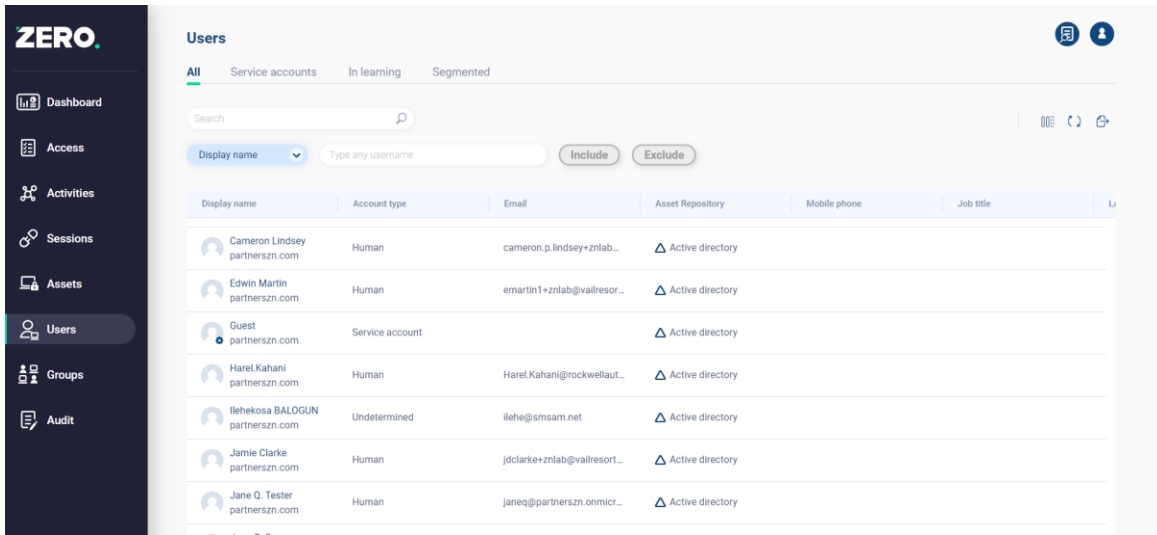 ZERO.
Dashboard
Access
Activities
Sessions
Assets
Users
Groups
Audit
Users
All Service accounts In learning Segmented
Search
Display name Type any username Include Exclude
Display name Account type Email Asset Repository Mobile phone Job title
Cameron Lindsey
partnerszn.com Human cameron.p.lindsey+znlab... Active directory
Edwin Martin
partnerszn.com Human emartin1+znlab@vailresor... Active directory
Guest
partnerszn.com Service account Active directory
Harel.Kahani
partnerszn.com Human Harel.Kahani@rockwellaut... Active directory
Ilehekosa BALOGUN
partnerszn.com Undetermined ilehe@smsam.net Active directory
Jamie Clarke
partnerszn.com Human jdclarke+znlab@vailresort... Active directory
Jane Q. Tester
partnerszn.com Human janeq@partnerszn.onmicr... Active directory